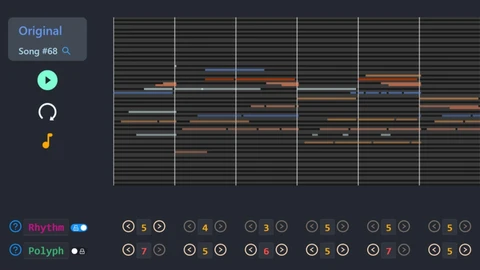 Original
Song #68
? Rhythm < 5 > < 4 > < 3 > < 5 > < 5 > < 5 >
? Polyph < 7 > < 5 > < 6 > < 5 > < 7 > < 5 >